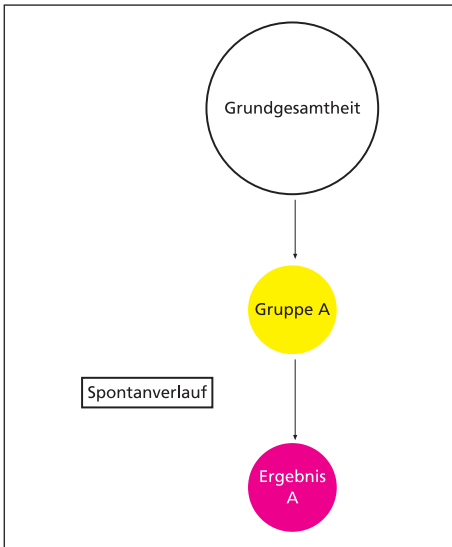 Grundgesamtheit
Gruppe A
Spontanverlauf
Ergebnis
A